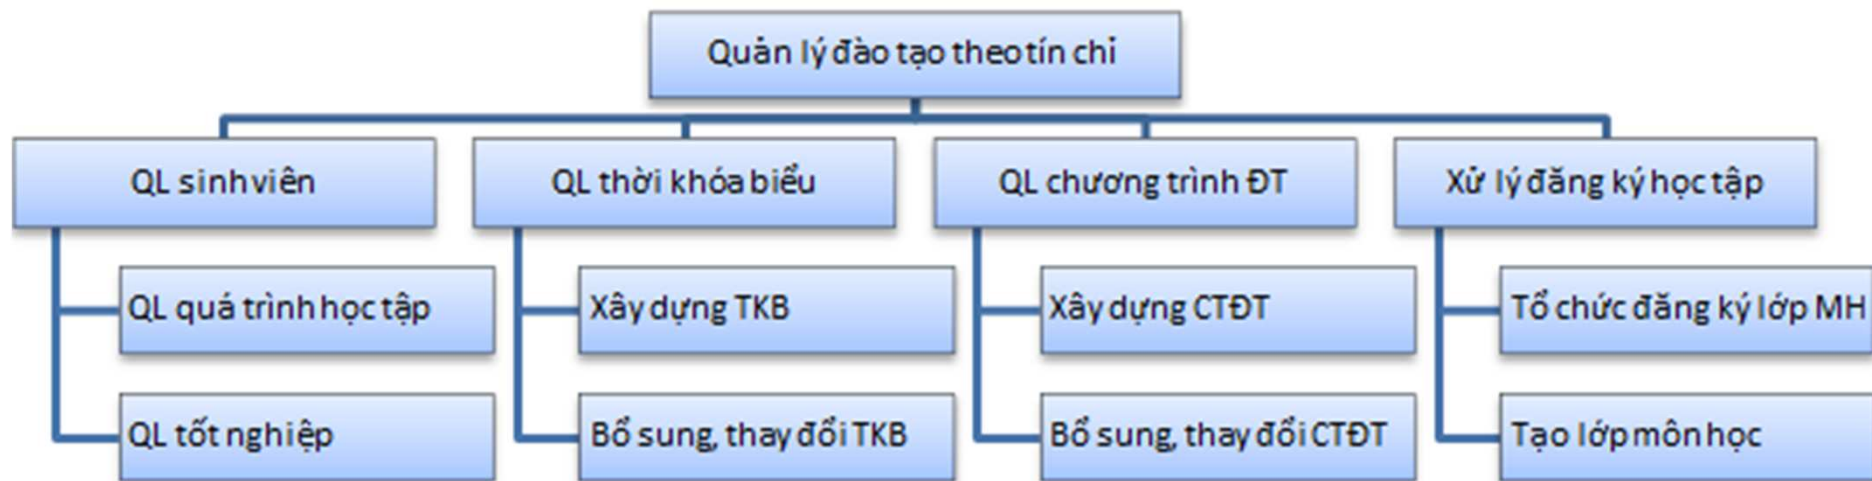 Quản lý đào tạo theo tín chỉ
QL sinh viên
QL thời khóa biểu
QL chương trình ĐT
Xử lý đăng ký học tập
QL quá trình học tập
Xây dựng TKB
Xây dựng CTĐT
Tổ chức đăng ký lớp MH
QL tốt nghiệp
Bổ sung, thay đổi TKB
Bổ sung, thay đổi CTĐT
Tạo lớp môn học